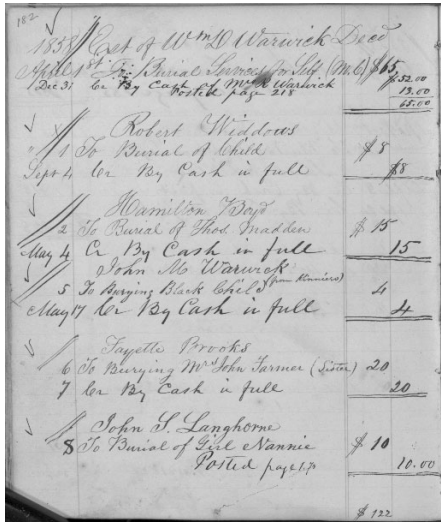 182
1858 Est of Wm D Warwick Decd
April 1st To Burial Services for Self (M.C) $65
Dec 31 Cr By Cash of Mrs Warwick 52.00
Posted page 218 13.00
65.00
Robert Widdows
1 To Burial of Child $8
Sept 4 Cr By Cash in full $8
Hamilton Boyd
2 To Burial of Thos. Madden $15
May 4 Cr By Cash in full 15
John M Warwick
5 To Burying Black Child (from Kinniers) 4
May 17 Cr By Cash in full 4
Fayette Brooks
6 To Burying Mrs John Farmer (Sister) 20
7 Cr By Cash in full 20
John S. Langhorne
8 To Burial of Girl Nannie $10
Posted page 170 10.00
$122